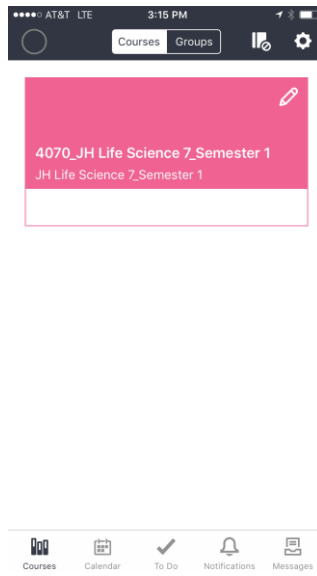 AT&T LTE 3:15 PM
Courses Groups
4070_JH Life Science 7_Semester 1
JH Life Science 7_Semester 1
Courses Calendar To Do Notifications Messages